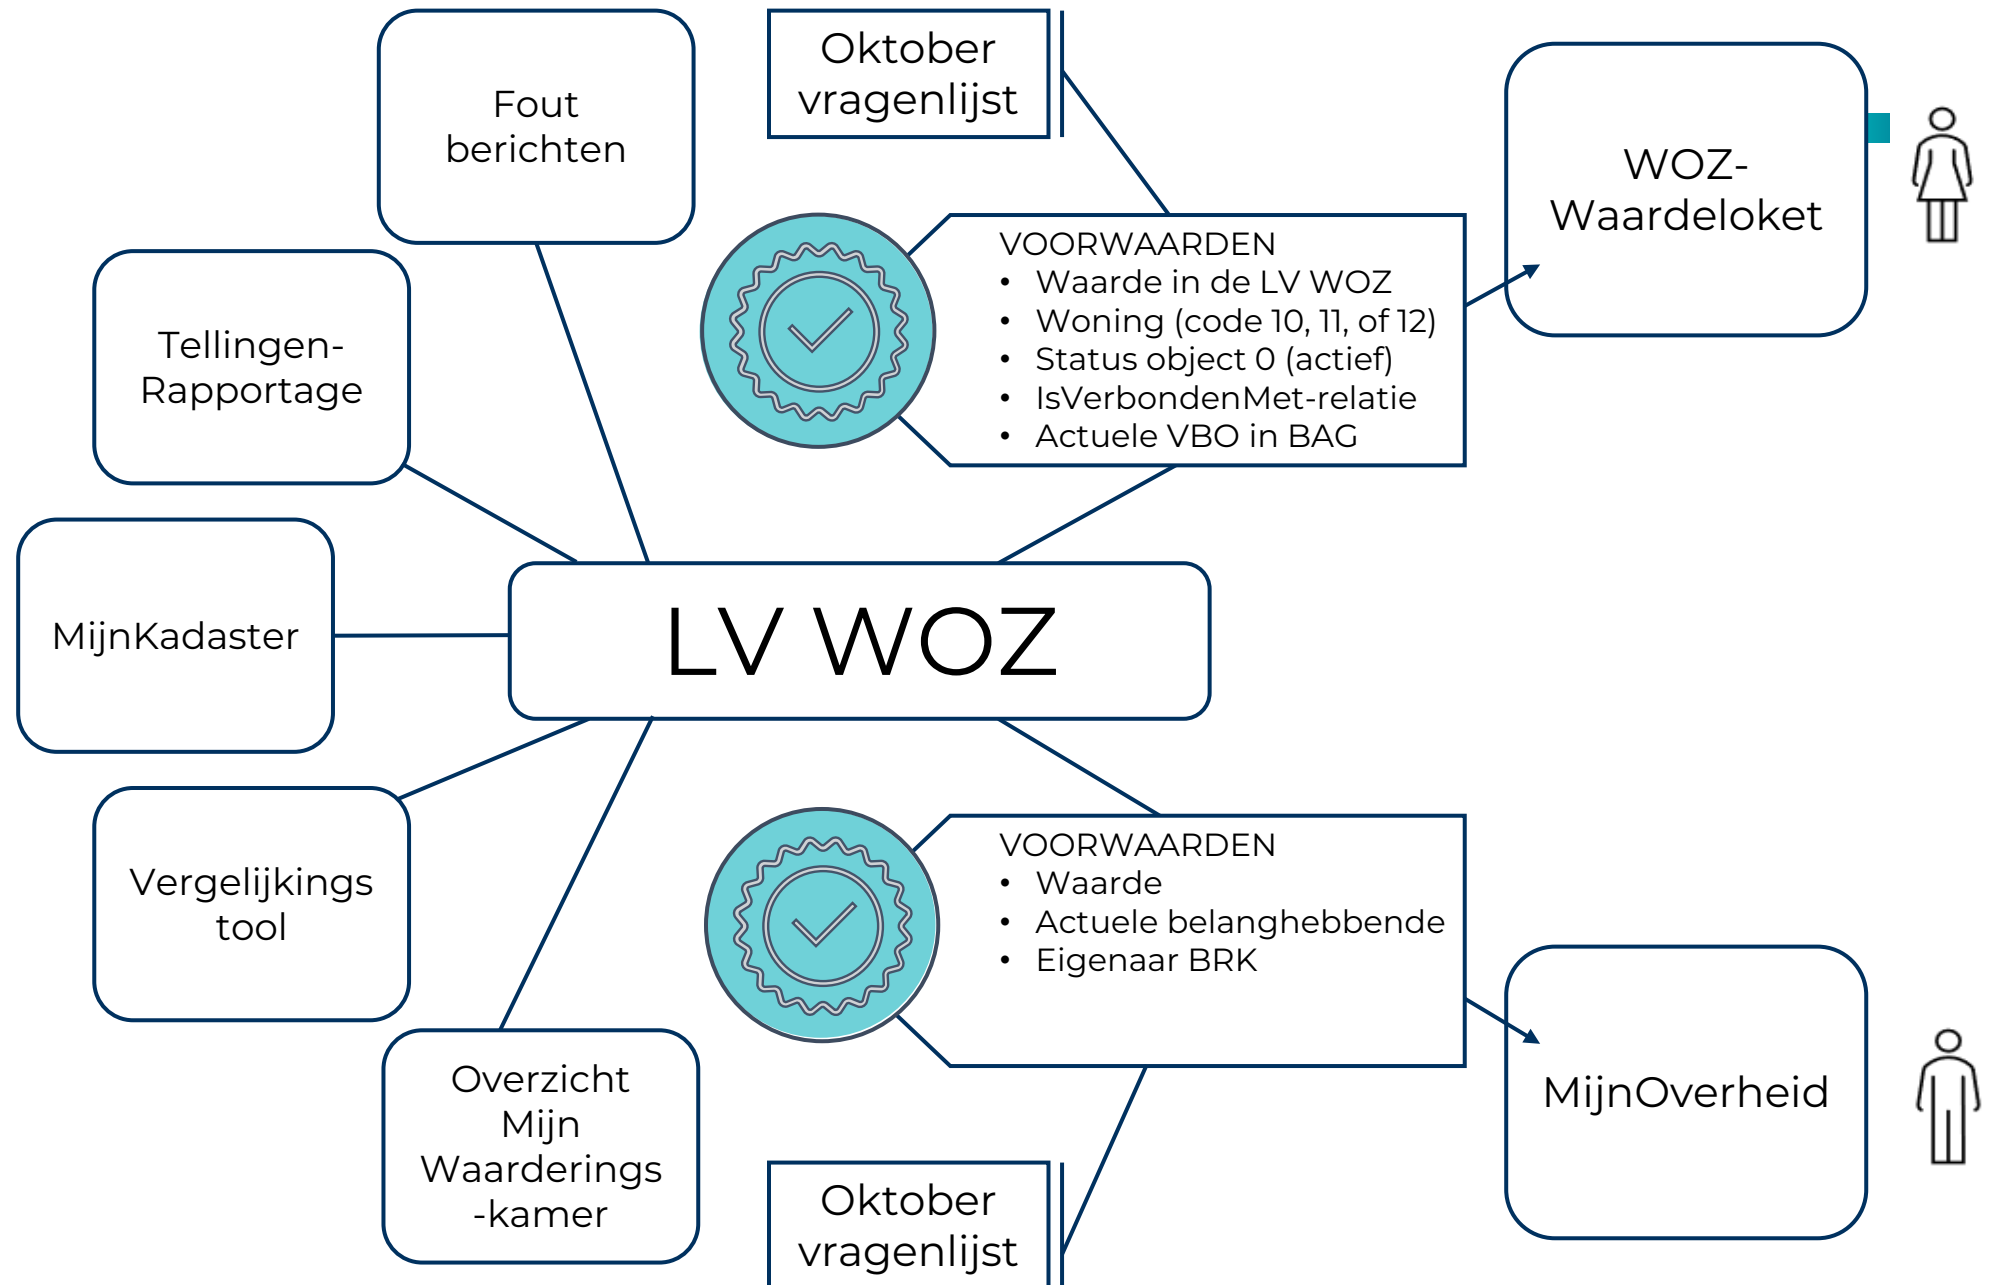 Fout
berichten
Oktober
vragenlijst
WOZ-
Waardeloket
VOORWAARDEN
• Waarde in de LV WOZ
• Woning (code 10, 11, of 12)
• Status object 0 (actief)
• IsVerbondenMet-relatie
• Actuele VBO in BAG
Tellingen-
Rapportage
MijnKadaster
LV WOZ
Vergelijkings
tool
VOORWAARDEN
• Waarde
• Actuele belanghebbende
• Eigenaar BRK
MijnOverheid
Overzicht
Mijn
Waarderings
-kamer
Oktober
vragenlijst